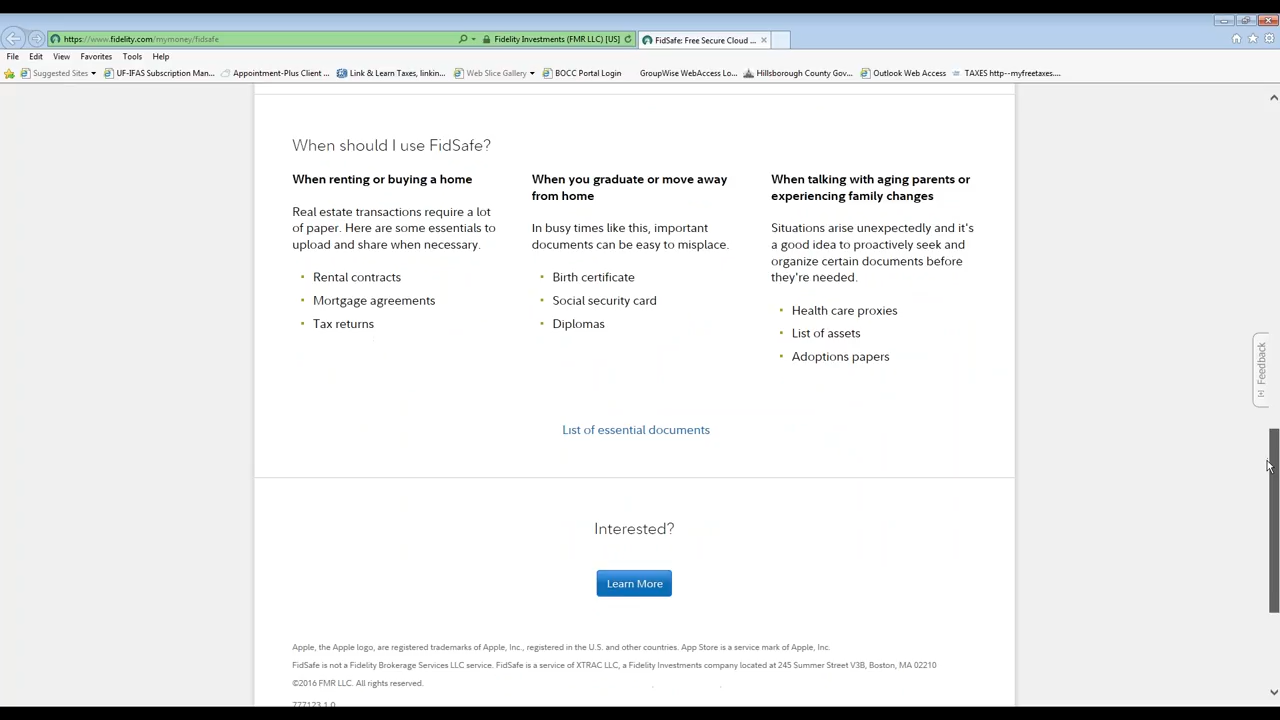 https://www.fidelity.com/mymoney/fidsafe
Fidelity Investments (FMR LLC) [US]
FidSafe: Free Secure Cloud ...
File Edit View Favorites Tools Help
Suggested Sites UF-IFAS Subscription Man... Appointment-Plus Client ... Link & Learn Taxes, linkin... Web Slice Gallery BOCC Portal Login GroupWise WebAccess Lo... Hillsborough County Gov... Outlook Web Access TAXES http--myfreetaxes....
When should I use FidSafe?
When renting or buying a home
Real estate transactions require a lot
of paper. Here are some essentials to
upload and share when necessary.
Rental contracts
Mortgage agreements
Tax returns
When you graduate or move away
from home
In busy times like this, important
documents can be easy to misplace.
Birth certificate
Social security card
Diplomas
When talking with aging parents or
experiencing family changes
Situations arise unexpectedly and it's
a good idea to proactively seek and
organize certain documents before
they're needed.
Health care proxies
List of assets
Adoptions papers
Feedback
List of essential documents
Interested?
Learn More
Apple, the Apple logo, are registered trademarks of Apple, Inc., registered in the U.S. and other countries. App Store is a service mark of Apple, Inc.
FidSafe is not a Fidelity Brokerage Services LLC service. FidSafe is a service of XTRAC LLC, a Fidelity Investments company located at 245 Summer Street V3B, Boston, MA 02210
©2016 FMR LLC. All rights reserved.
777123.1.0